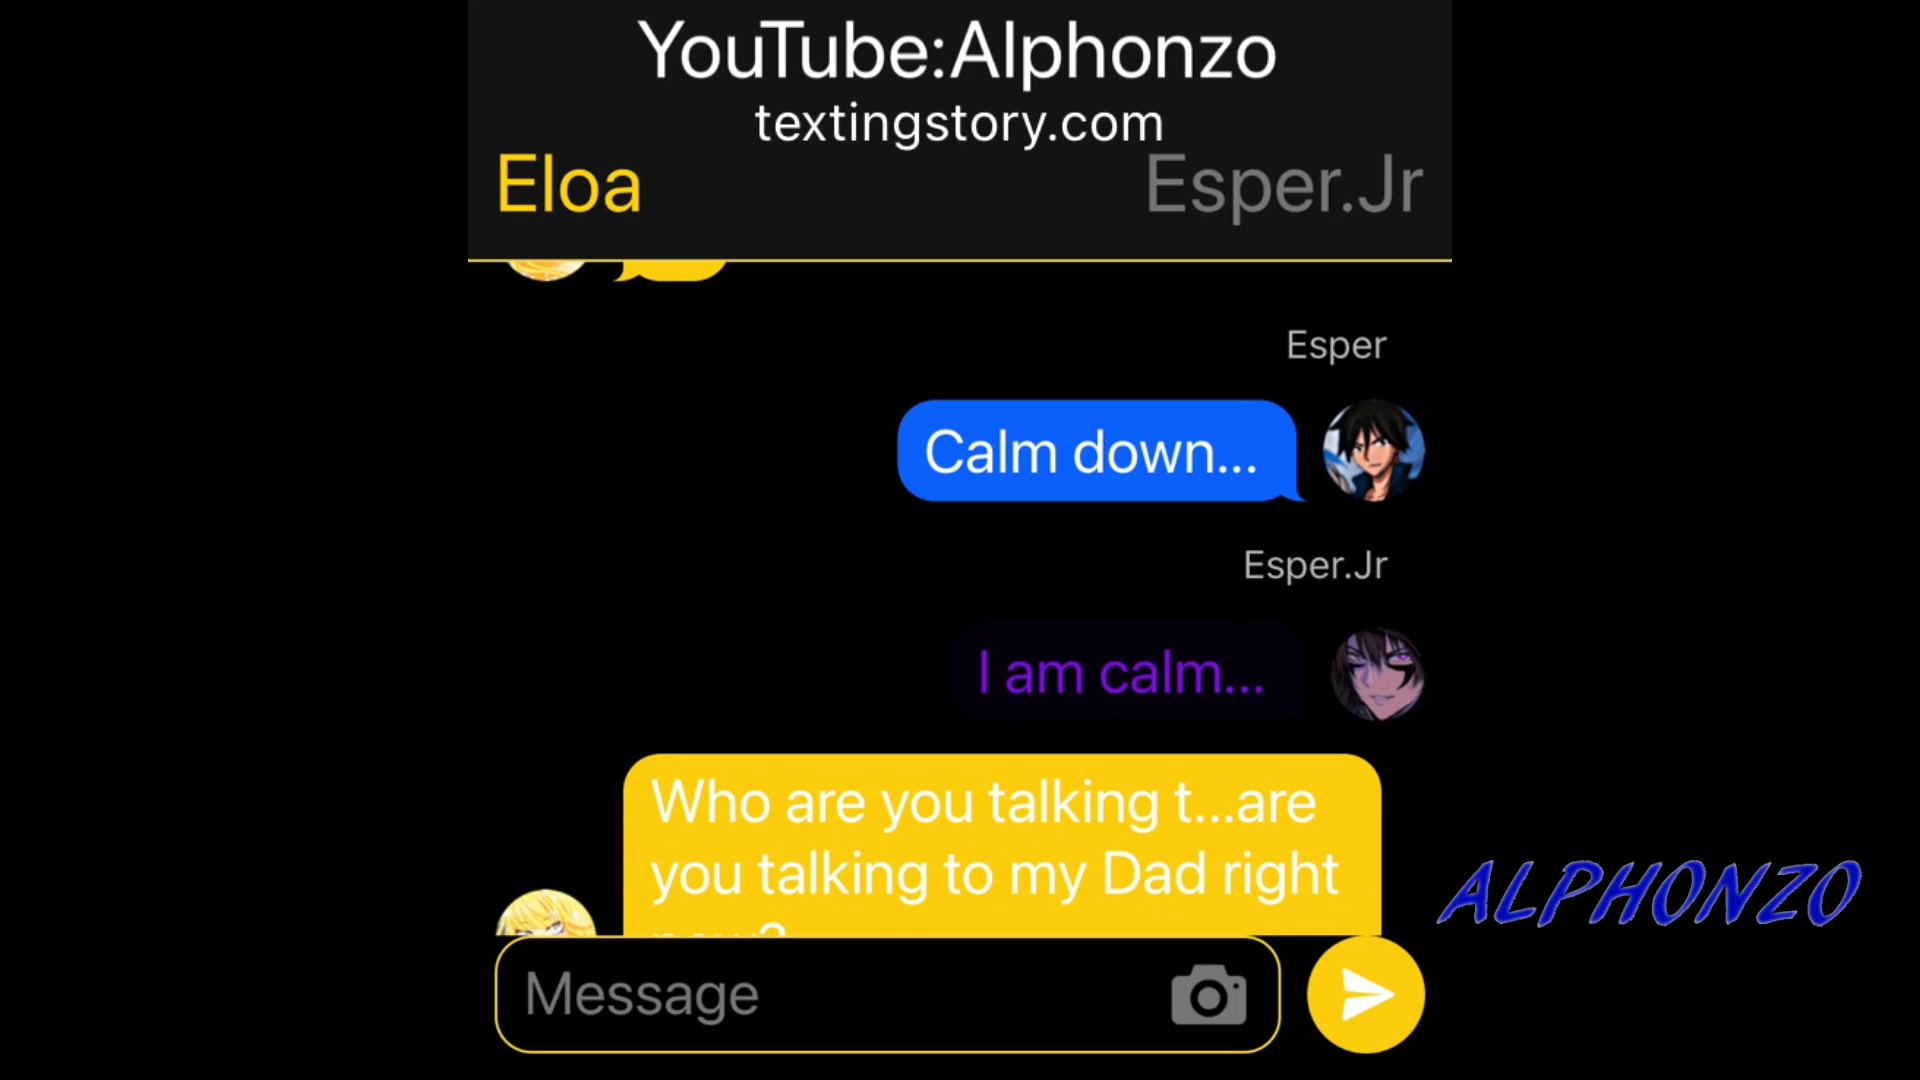 YouTube:Alphonzo
textingstory.com
Eloa
Esper.Jr
Esper
Calm down...
Esper.Jr
I am calm...
Who are you talking t...are
you talking to my Dad right
ALPHONZO
Message